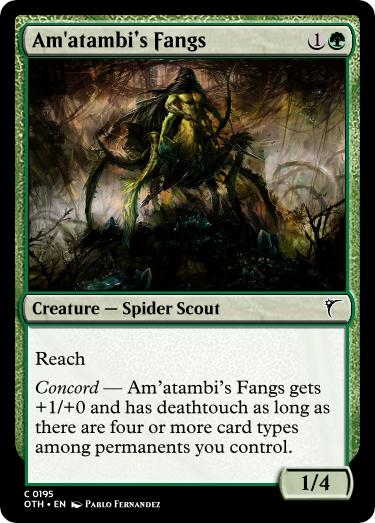 Am'atambi's Fangs 1
Creature — Spider Scout
Reach
Concord — Am'atambi's Fangs gets
+1/+0 and has deathtouch as long as
there are four or more card types
among permanents you control.
1/4
C 0195
OTH • EN Pablo Fernandez